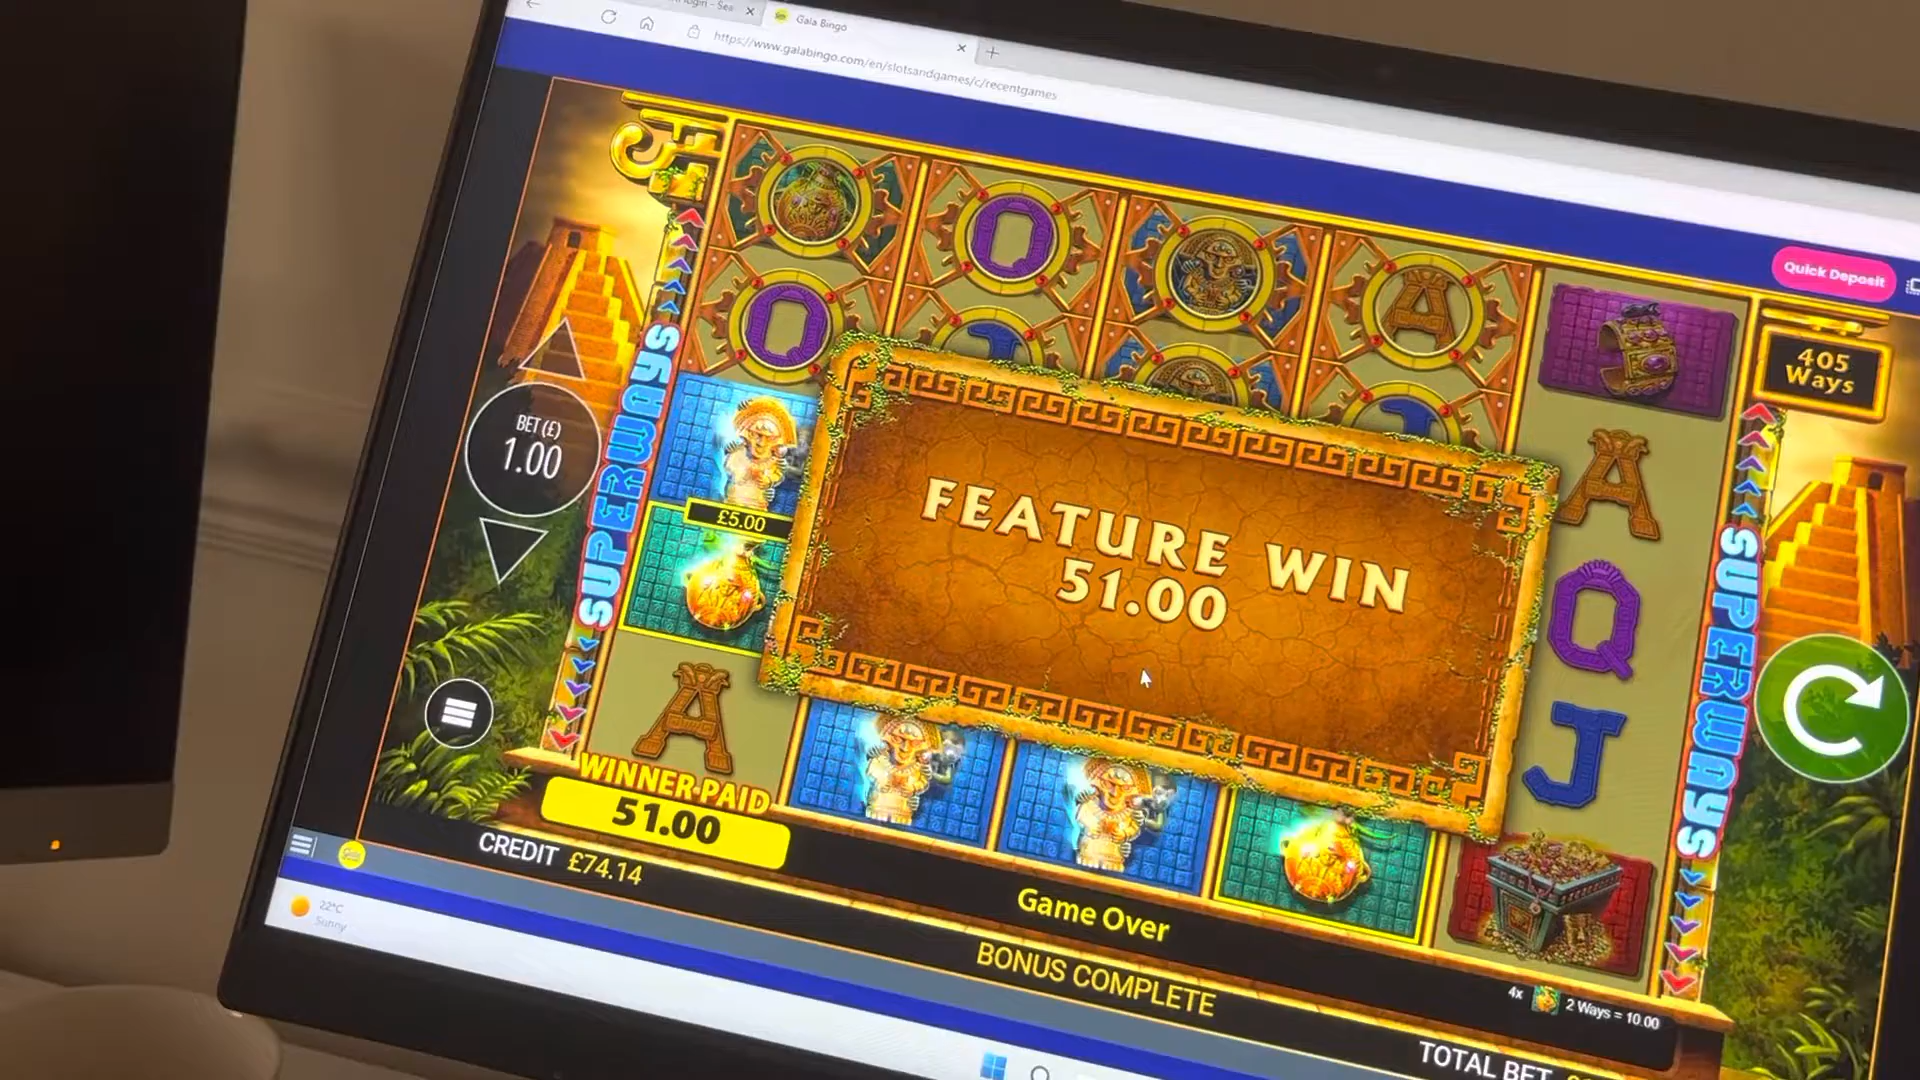 Gala Bingo
https://www.galabingo.com/en/slotsandgames/c/recentgames
Quick Deposit
405
Ways
BET (£)
1.00
SUPERWAYS
SUPERWAYS
Q
A
Q
£5.00
FEATURE WIN
51.00
A
Q
J
A
WINNER PAID
51.00
CREDIT £74.14
Game Over
BONUS COMPLETE
4x 2 Ways = 10.00
TOTAL BET
22°C
Sunny